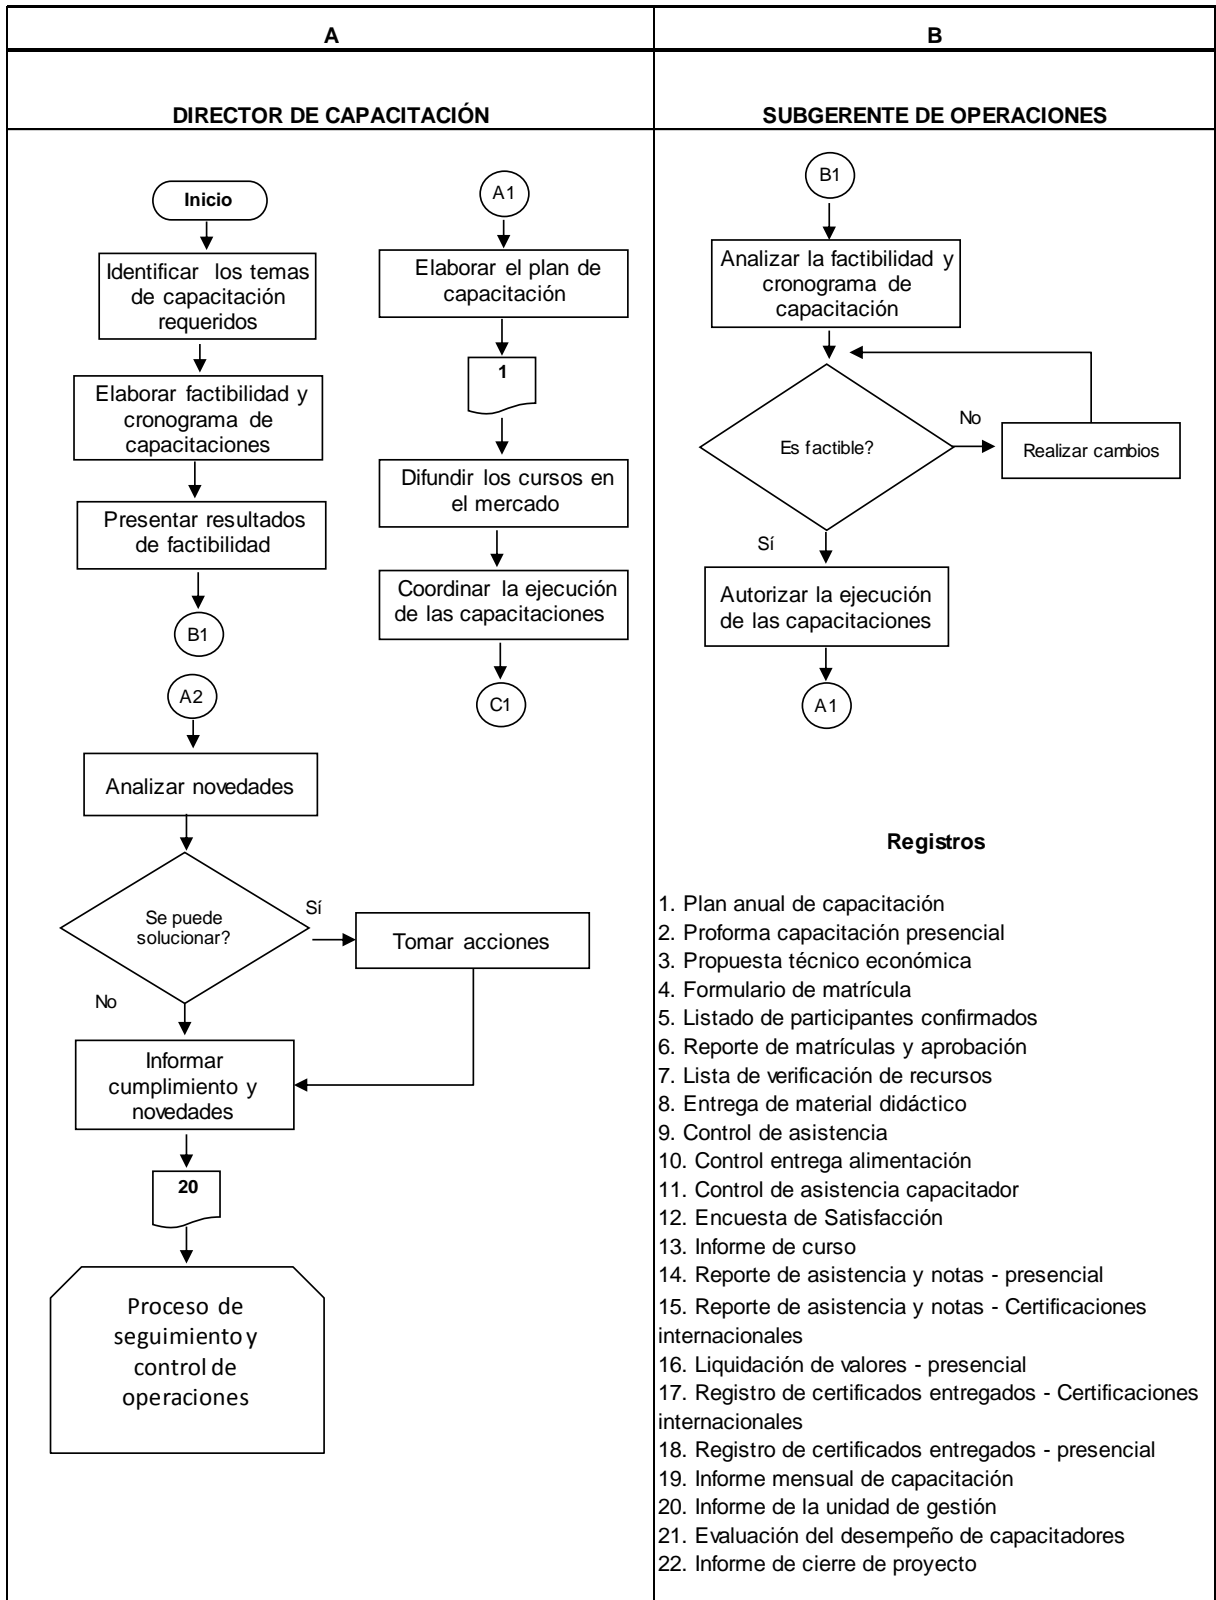 A
B
DIRECTOR DE CAPACITACIÓN
SUBGERENTE DE OPERACIONES
Inicio
Identificar los temas
de capacitación
requeridos
Elaborar factibilidad y
cronograma de
capacitaciones
Presentar resultados
de factibilidad
B1
A1
Elaborar el plan de
capacitación
1
Difundir los cursos en
el mercado
Coordinar la ejecución
de las capacitaciones
C1
A2
Analizar novedades
Se puede
solucionar?
Sí
Tomar acciones
No
Informar
cumplimiento y
novedades
20
Proceso de
seguimiento y
control de
operaciones
B1
Analizar la factibilidad y
cronograma de
capacitación
Es factible?
No
Realizar cambios
Sí
Autorizar la ejecución
de las capacitaciones
A1
Registros
1. Plan anual de capacitación
2. Proforma capacitación presencial
3. Propuesta técnico económica
4. Formulario de matrícula
5. Listado de participantes confirmados
6. Reporte de matrículas y aprobación
7. Lista de verificación de recursos
8. Entrega de material didáctico
9. Control de asistencia
10. Control entrega alimentación
11. Control de asistencia capacitador
12. Encuesta de Satisfacción
13. Informe de curso
14. Reporte de asistencia y notas - presencial
15. Reporte de asistencia y notas - Certificaciones
internacionales
16. Liquidación de valores - presencial
17. Registro de certificados entregados - Certificaciones
internacionales
18. Registro de certificados entregados - presencial
19. Informe mensual de capacitación
20. Informe de la unidad de gestión
21. Evaluación del desempeño de capacitadores
22. Informe de cierre de proyecto